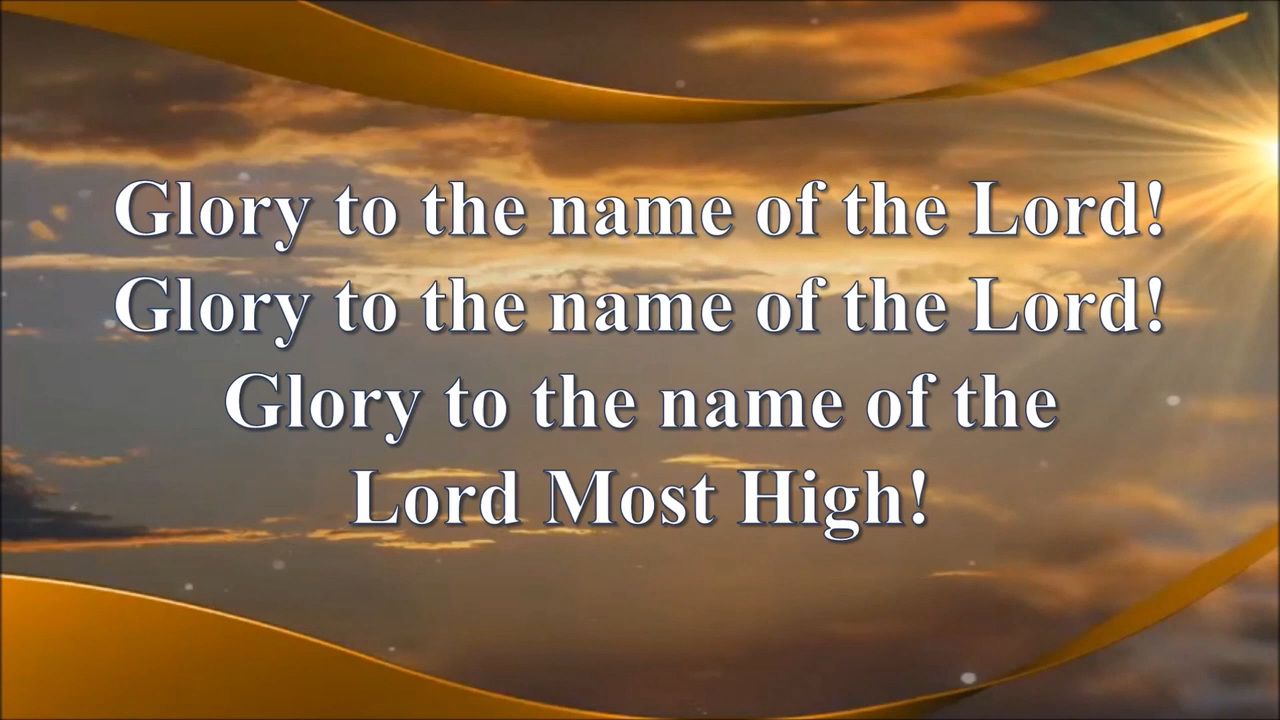 Glory to the name of the Lord!
Glory to the name of the Lord!
Glory to the name of the
Lord Most High!